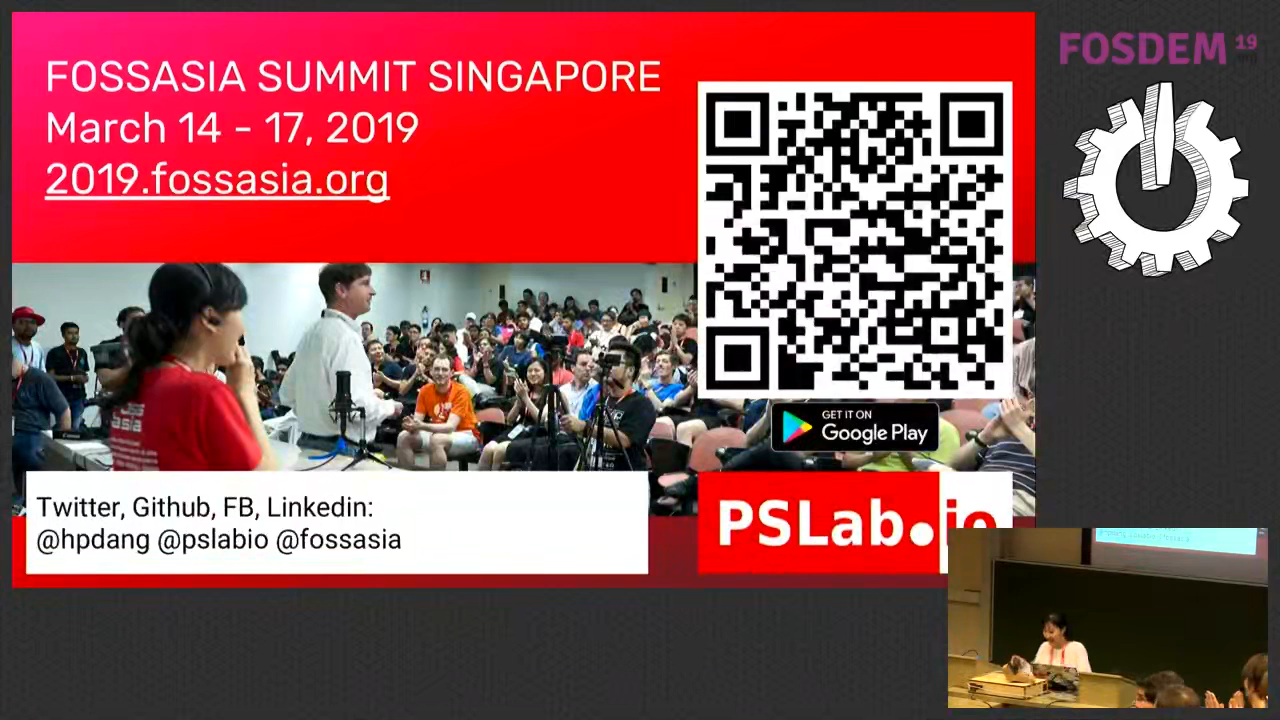 FOSSASIA SUMMIT SINGAPORE
March 14 - 17, 2019
2019.fossasia.org
FOSDEM 19
GET IT ON
Google Play
Twitter, Github, FB, Linkedin:
@hpdang @pslabio @fossasia
PSLab.io